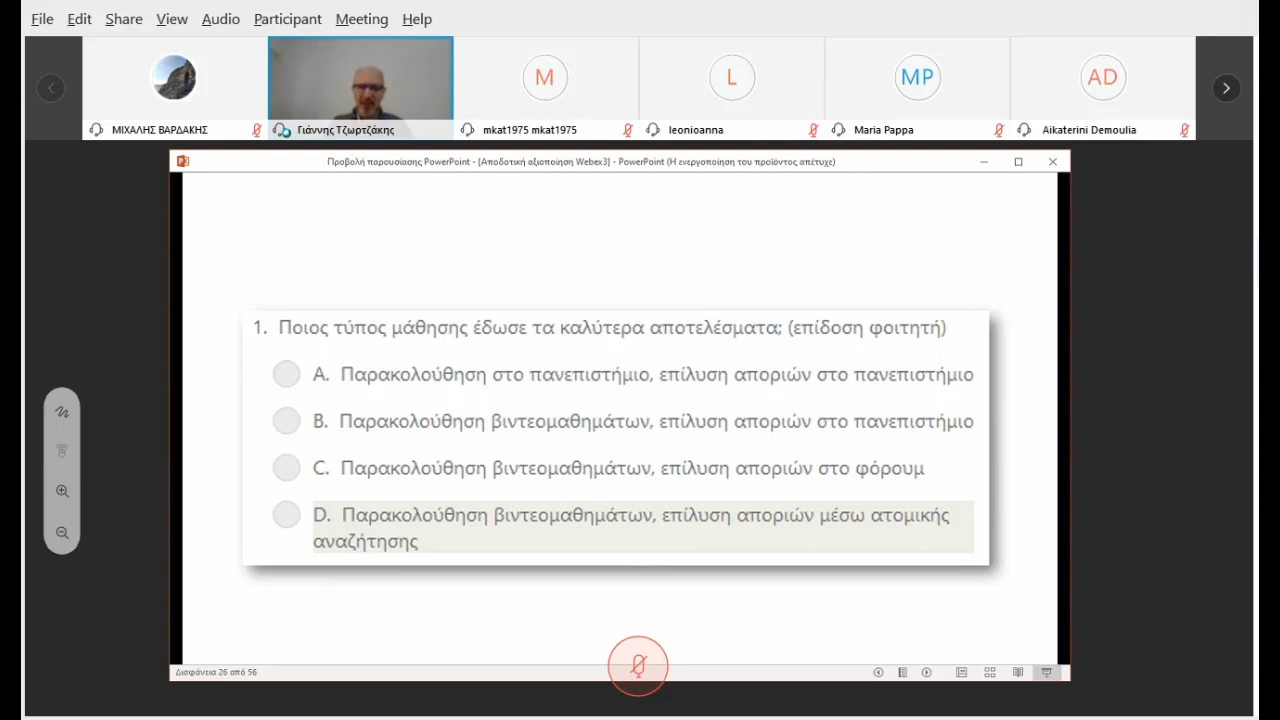 File Edit Share View Audio Participant Meeting Help
M
L
MP
AD
ΜΙΧΑΛΗΣ ΒΑΡΔΑΚΗΣ
Γιάννης Τζωρτζάκης
mkat1975 mkat1975
leonioanna
Maria Pappa
Aikaterini Demoulia
Προβολή παρουσίασης PowerPoint - [Αποδοτική αξιοποίηση Webex3] - PowerPoint (Η ενεργοποίηση του προϊόντος απέτυχε)
1. Ποιος τύπος μάθησης έδωσε τα καλύτερα αποτελέσματα; (επίδοση φοιτητή)
A. Παρακολούθηση στο πανεπιστήμιο, επίλυση αποριών στο πανεπιστήμιο
B. Παρακολούθηση βιντεομαθημάτων, επίλυση αποριών στο πανεπιστήμιο
C. Παρακολούθηση βιντεομαθημάτων, επίλυση αποριών στο φόρουμ
D. Παρακολούθηση βιντεομαθημάτων, επίλυση αποριών μέσω ατομικής
αναζήτησης
Διαφάνεια 26 από 56